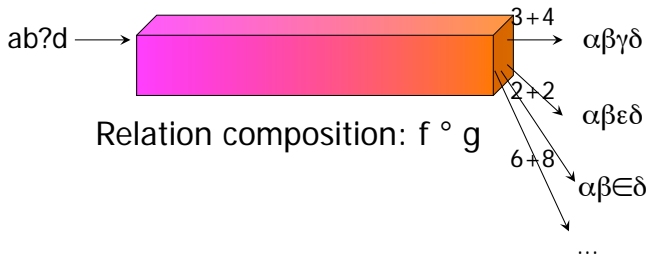 3+4
ab?d
αβγδ
2+2
αβεδ
Relation composition: f ° g
6+8
αβ∈δ
...